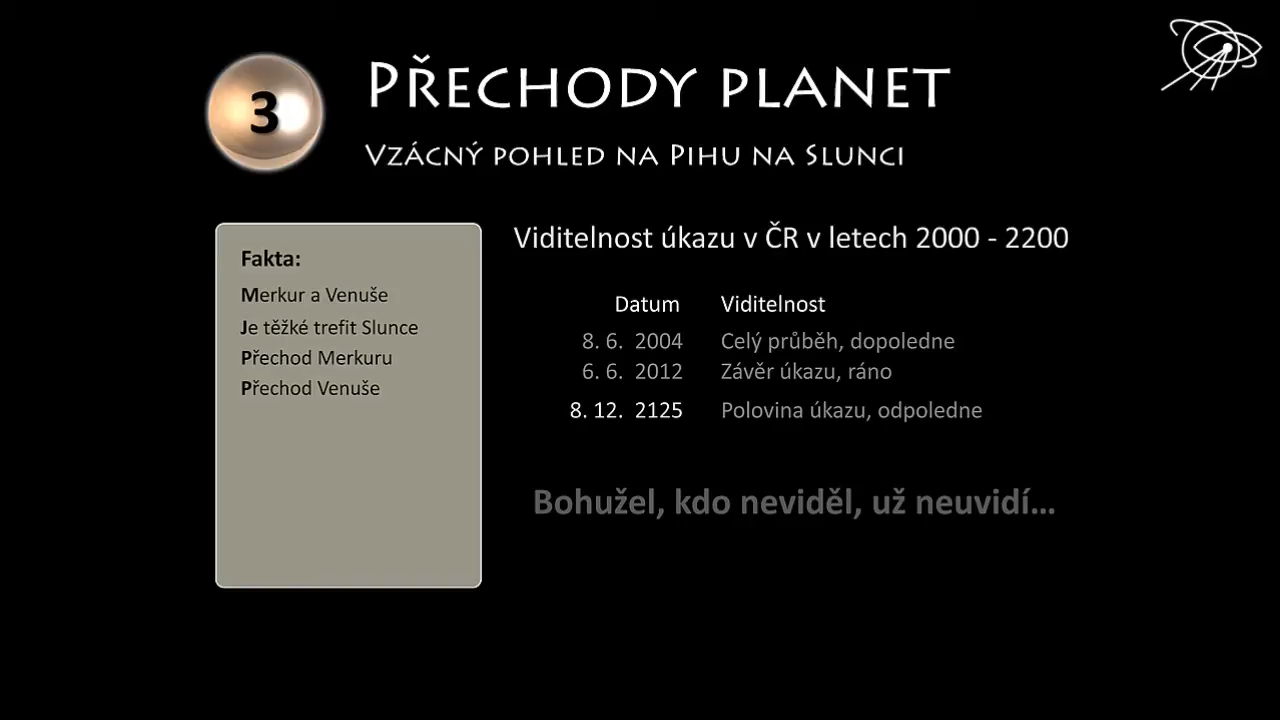 3
Přechody planet
Vzácný pohled na Pihu na Slunci
Fakta:
Merkur a Venuše
Je těžké trefit Slunce
Přechod Merkuru
Přechod Venuše
Viditelnost úkazu v ČR v letech 2000 - 2200
Datum Viditelnost
8. 6. 2004 Celý průběh, dopoledne
6. 6. 2012 Závěr úkazu, ráno
8. 12. 2125 Polovina úkazu, odpoledne
Bohužel, kdo neviděl, už neuvidí...